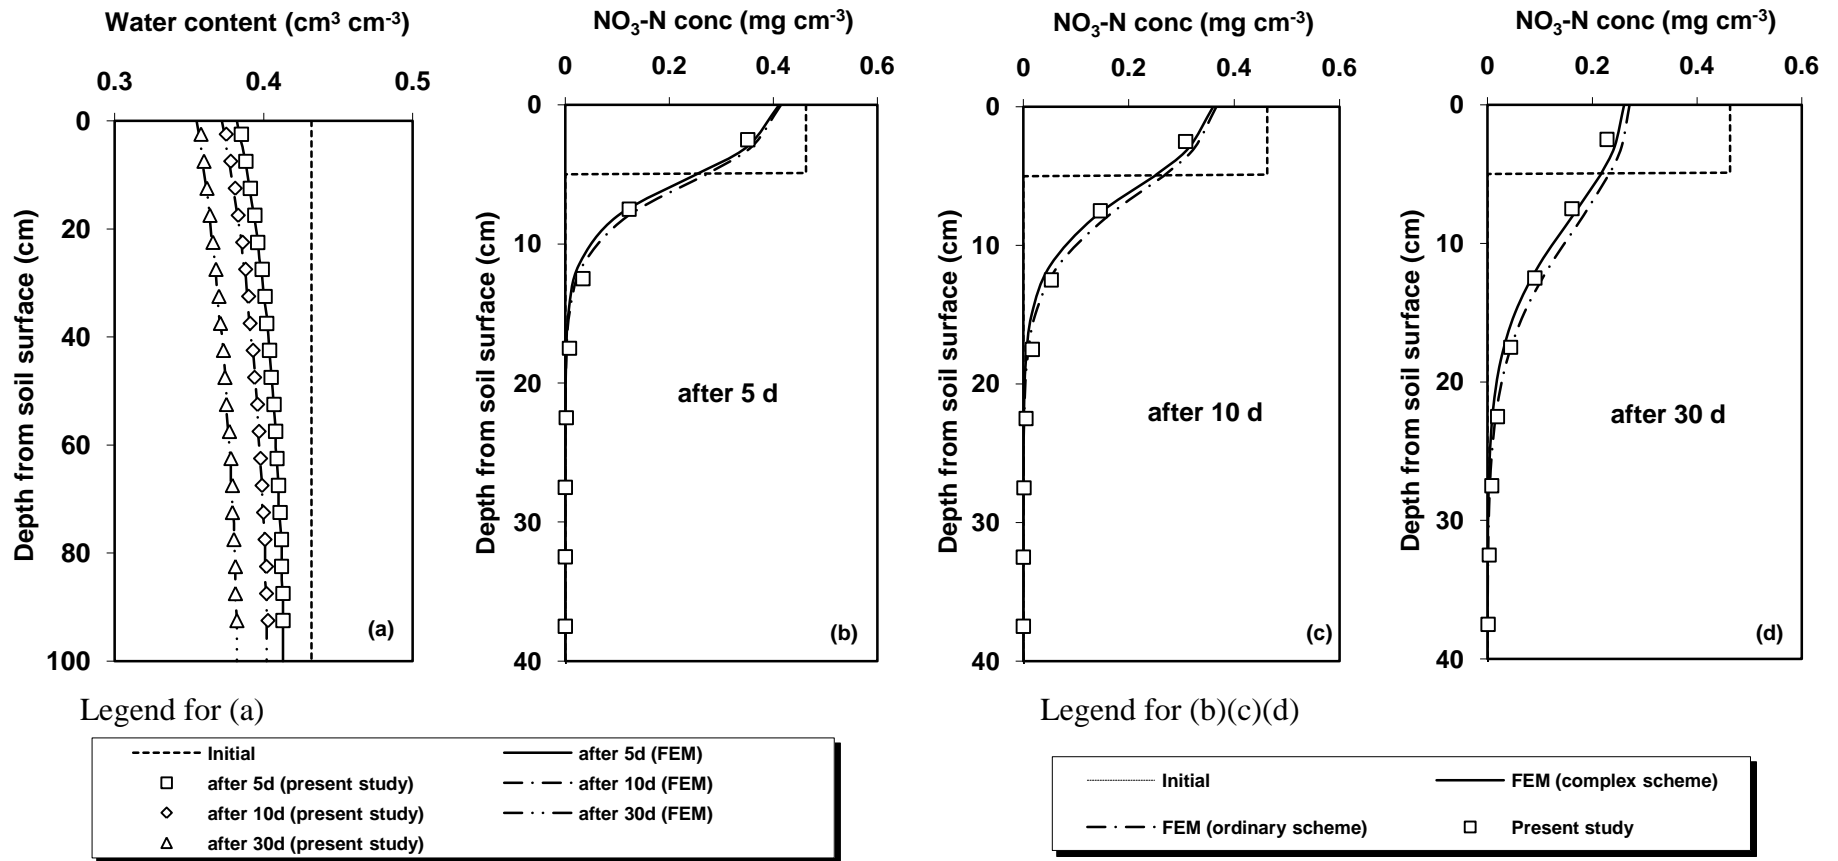 Water content (cm³ cm⁻³)
0.3 0.4 0.5
0
20
40
60
80
100
Depth from soil surface (cm)
(a)
NO₃-N conc (mg cm⁻³)
0 0.2 0.4 0.6
0
10
20
30
40
Depth from soil surface (cm)
after 5 d
(b)
NO₃-N conc (mg cm⁻³)
0 0.2 0.4 0.6
0
10
20
30
40
Depth from soil surface (cm)
after 10 d
(c)
NO₃-N conc (mg cm⁻³)
0 0.2 0.4 0.6
0
10
20
30
40
Depth from soil surface (cm)
after 30 d
(d)
Legend for (a)
Initial
after 5d (FEM)
after 5d (present study)
after 10d (FEM)
after 10d (present study)
after 30d (FEM)
after 30d (present study)
Legend for (b)(c)(d)
Initial
FEM (complex scheme)
FEM (ordinary scheme)
Present study